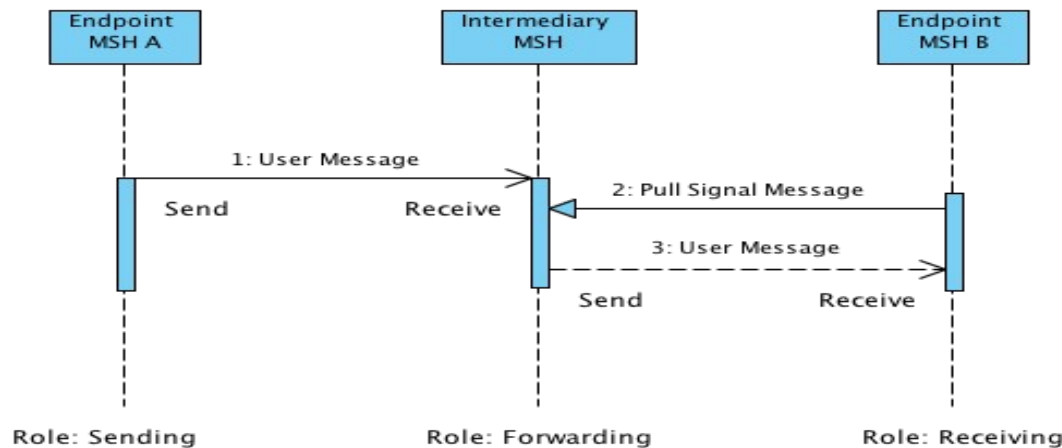 Endpoint
MSH A
Intermediary
MSH
Endpoint
MSH B
1: User Message
Send
Receive
2: Pull Signal Message
3: User Message
Send
Receive
Role: Sending
Role: Forwarding
Role: Receiving